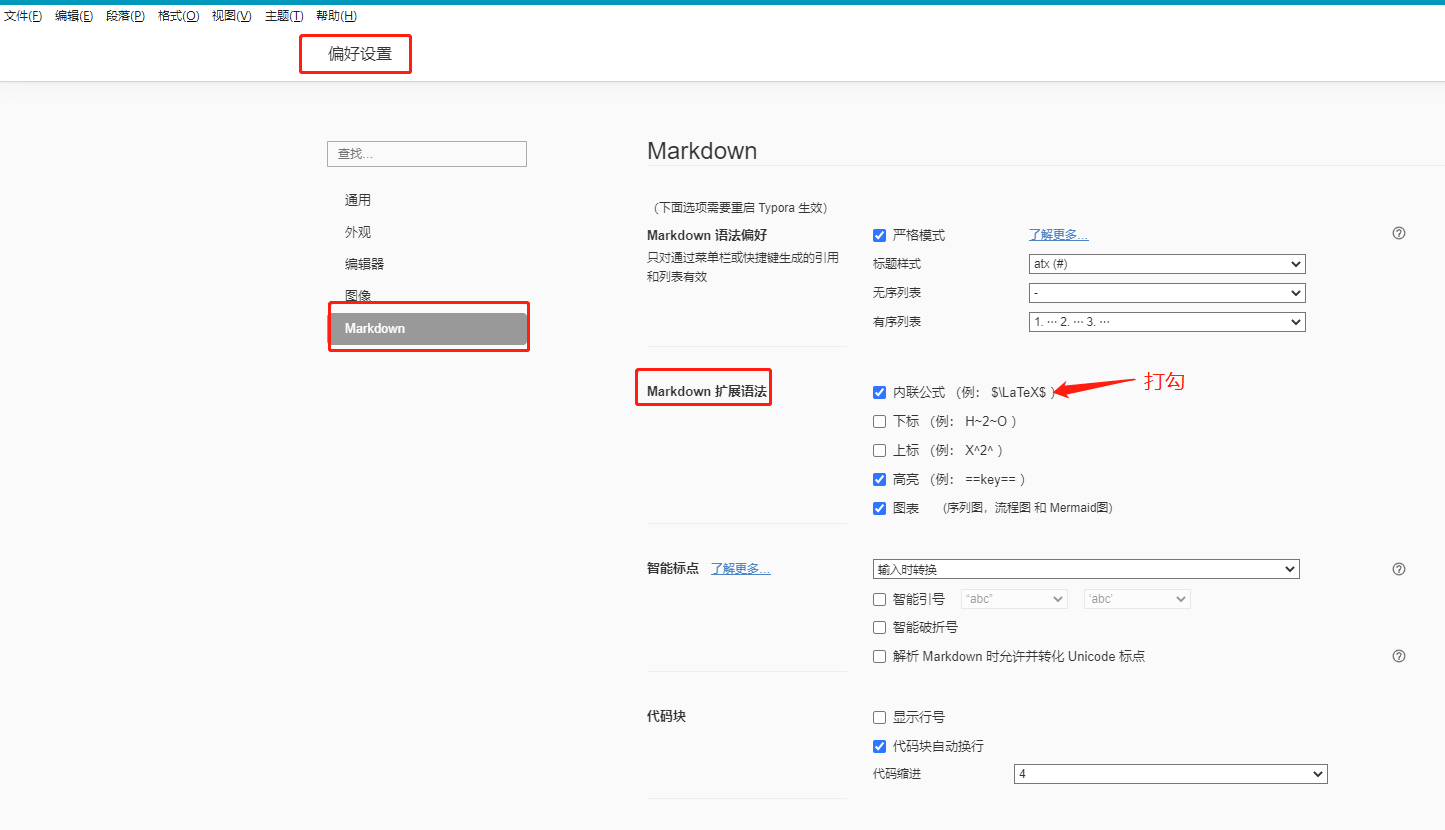 文件(F) 编辑(E) 段落(P) 格式(O) 视图(V) 主题(T) 帮助(H)
偏好设置
查找...
通用
外观
编辑器
图像
Markdown
Markdown
（下面选项需要重启 Typora 生效）
Markdown 语法偏好
只对通过菜单栏或快捷键生成的引用
和列表有效
严格模式 了解更多...
标题样式 atx (#)
无序列表 -
有序列表 1. ··· 2. ··· 3. ···
Markdown 扩展语法
内联公式 （例： $\LaTeX$ ） 打勾
下标 （例： H~2~O ）
上标 （例： X^2^ ）
高亮 （例： ==key== ）
图表 (序列图，流程图 和 Mermaid图)
智能标点 了解更多... 输入时转换
智能引号 “abc” ‘abc’
智能破折号
解析 Markdown 时允许并转化 Unicode 标点
代码块
显示行号
代码块自动换行
代码缩进 4